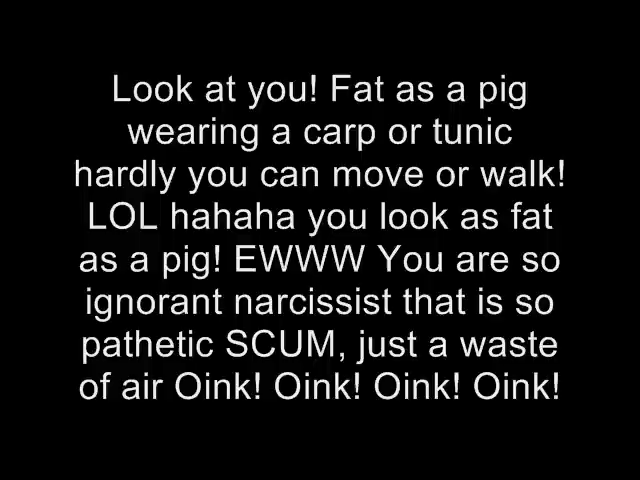 Look at you! Fat as a pig
wearing a carp or tunic
hardly you can move or walk!
LOL hahaha you look as fat
as a pig! EWWW You are so
ignorant narcissist that is so
pathetic SCUM, just a waste
of air Oink! Oink! Oink! Oink!